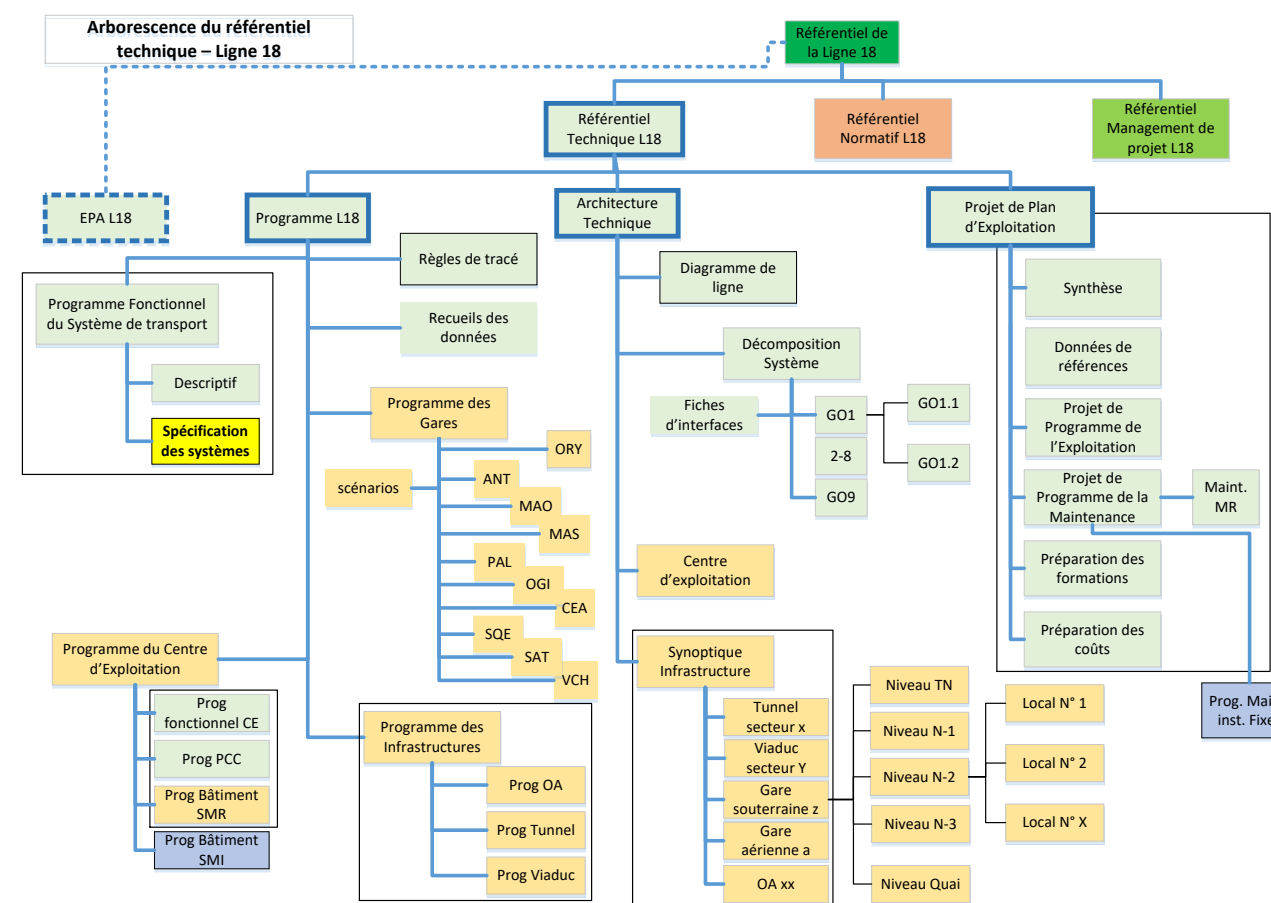 Arborescence du référentiel
technique – Ligne 18
Référentiel de
la Ligne 18
Référentiel
Technique L18
Référentiel
Normatif L18
Référentiel
Management de
projet L18
EPA L18
Programme L18
Architecture
Technique
Projet de Plan
d’Exploitation
Programme Fonctionnel
du Système de transport
Descriptif
Spécification
des systèmes
Règles de tracé
Recueils des
données
Programme des
Gares
scénarios
ORY
ANT
MAO
MAS
PAL
OGI
CEA
SQE
SAT
VCH
Programme du Centre
d’Exploitation
Prog
fonctionnel CE
Prog PCC
Prog Bâtiment
SMR
Prog Bâtiment
SMI
Programme des
Infrastructures
Prog OA
Prog Tunnel
Prog Viaduc
Diagramme de
ligne
Décomposition
Système
Fiches
d’interfaces
GO1
2-8
GO9
GO1.1
GO1.2
Centre
d’exploitation
Synoptique
Infrastructure
Tunnel
secteur x
Viaduc
secteur Y
Gare
souterraine z
Gare
aérienne a
OA xx
Niveau TN
Niveau N-1
Niveau N-2
Niveau N-3
Niveau Quai
Local N° 1
Local N° 2
Local N° X
Synthèse
Données de
références
Projet de
Programme de
l’Exploitation
Projet de
Programme de la
Maintenance
Maint.
MR
Préparation des
formations
Préparation des
coûts
Prog. Mai
inst. Fixe